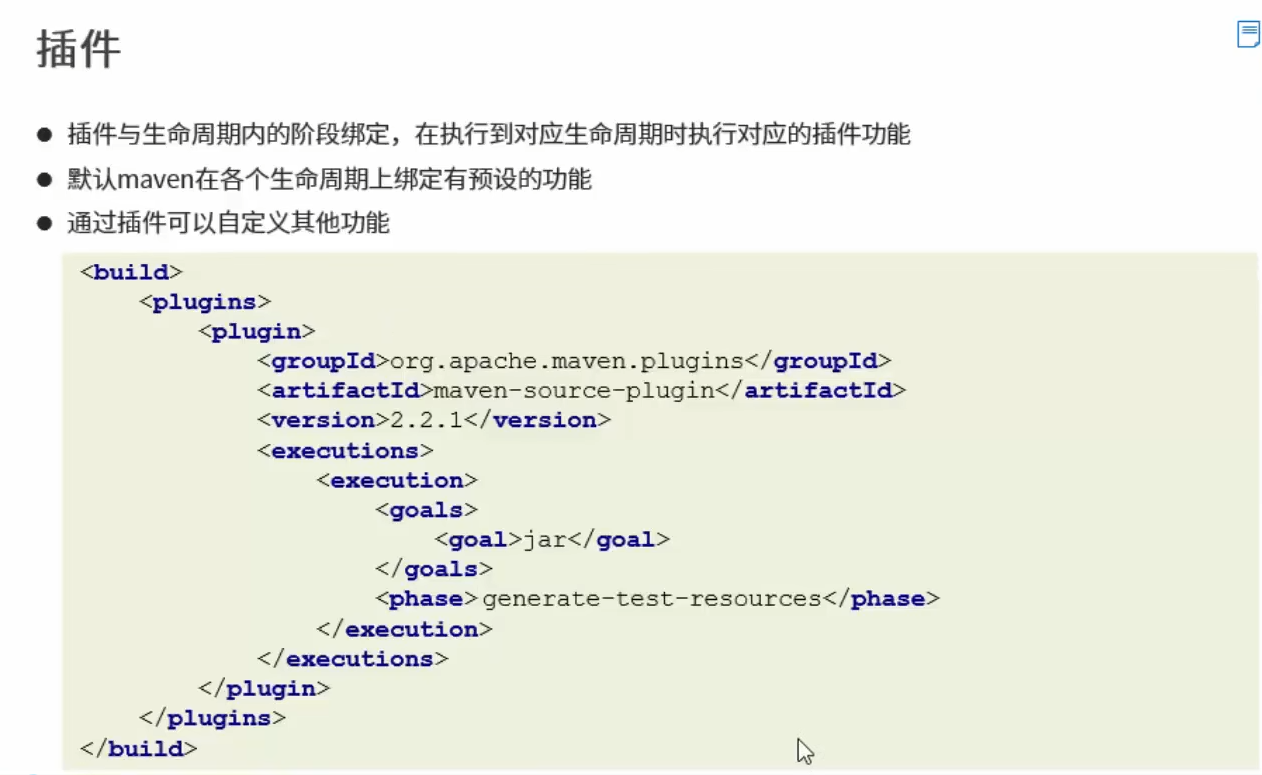 插件
● 插件与生命周期内的阶段绑定，在执行到对应生命周期时执行对应的插件功能
● 默认maven在各个生命周期上绑定有预设的功能
● 通过插件可以自定义其他功能
<build>
    <plugins>
        <plugin>
            <groupId>org.apache.maven.plugins</groupId>
            <artifactId>maven-source-plugin</artifactId>
            <version>2.2.1</version>
            <executions>
                <execution>
                    <goals>
                        <goal>jar</goal>
                    </goals>
                    <phase>generate-test-resources</phase>
                </execution>
            </executions>
        </plugin>
    </plugins>
</build>